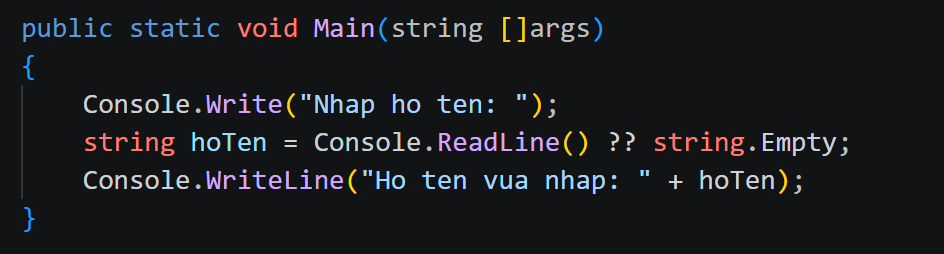 public static void Main(string []args)
{
    Console.Write("Nhap ho ten: ");
    string hoTen = Console.ReadLine() ?? string.Empty;
    Console.WriteLine("Ho ten vua nhap: " + hoTen);
}